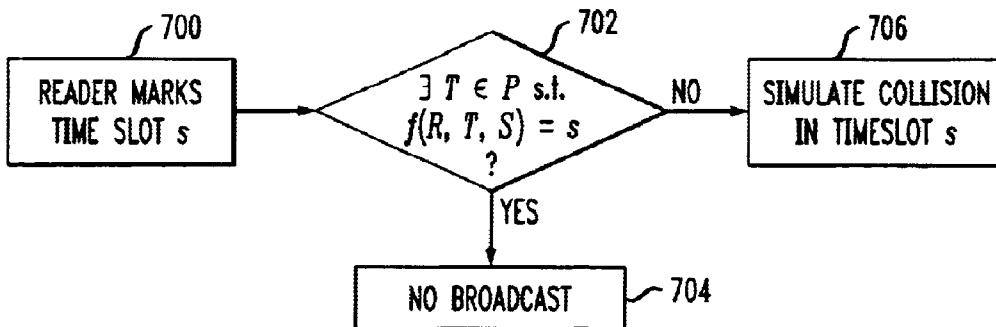 700
702
706
READER MARKS
TIME SLOT s
∃ T ∈ P s.t.
f(R, T, S) = s
?
NO
SIMULATE COLLISION
IN TIMESLOT s
YES
NO BROADCAST
704